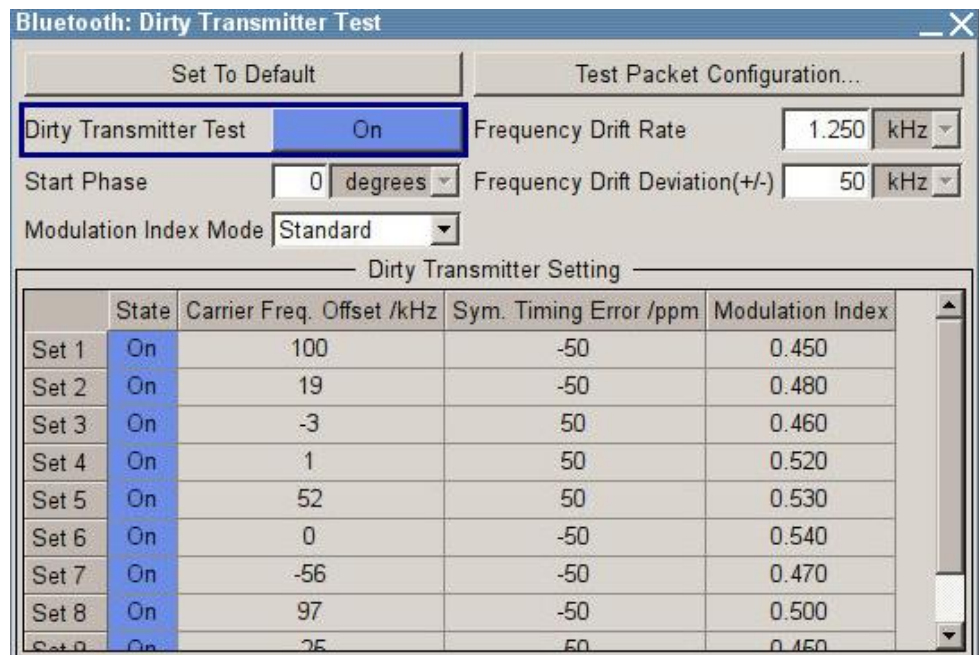 Bluetooth: Dirty Transmitter Test
Set To Default Test Packet Configuration...
Dirty Transmitter Test On Frequency Drift Rate 1.250 kHz
Start Phase 0 degrees Frequency Drift Deviation(+/-) 50 kHz
Modulation Index Mode Standard
Dirty Transmitter Setting
State Carrier Freq. Offset /kHz Sym. Timing Error /ppm Modulation Index
Set 1 On 100 -50 0.450
Set 2 On 19 -50 0.480
Set 3 On -3 50 0.460
Set 4 On 1 50 0.520
Set 5 On 52 50 0.530
Set 6 On 0 -50 0.540
Set 7 On -56 -50 0.470
Set 8 On 97 -50 0.500
Set 9 On